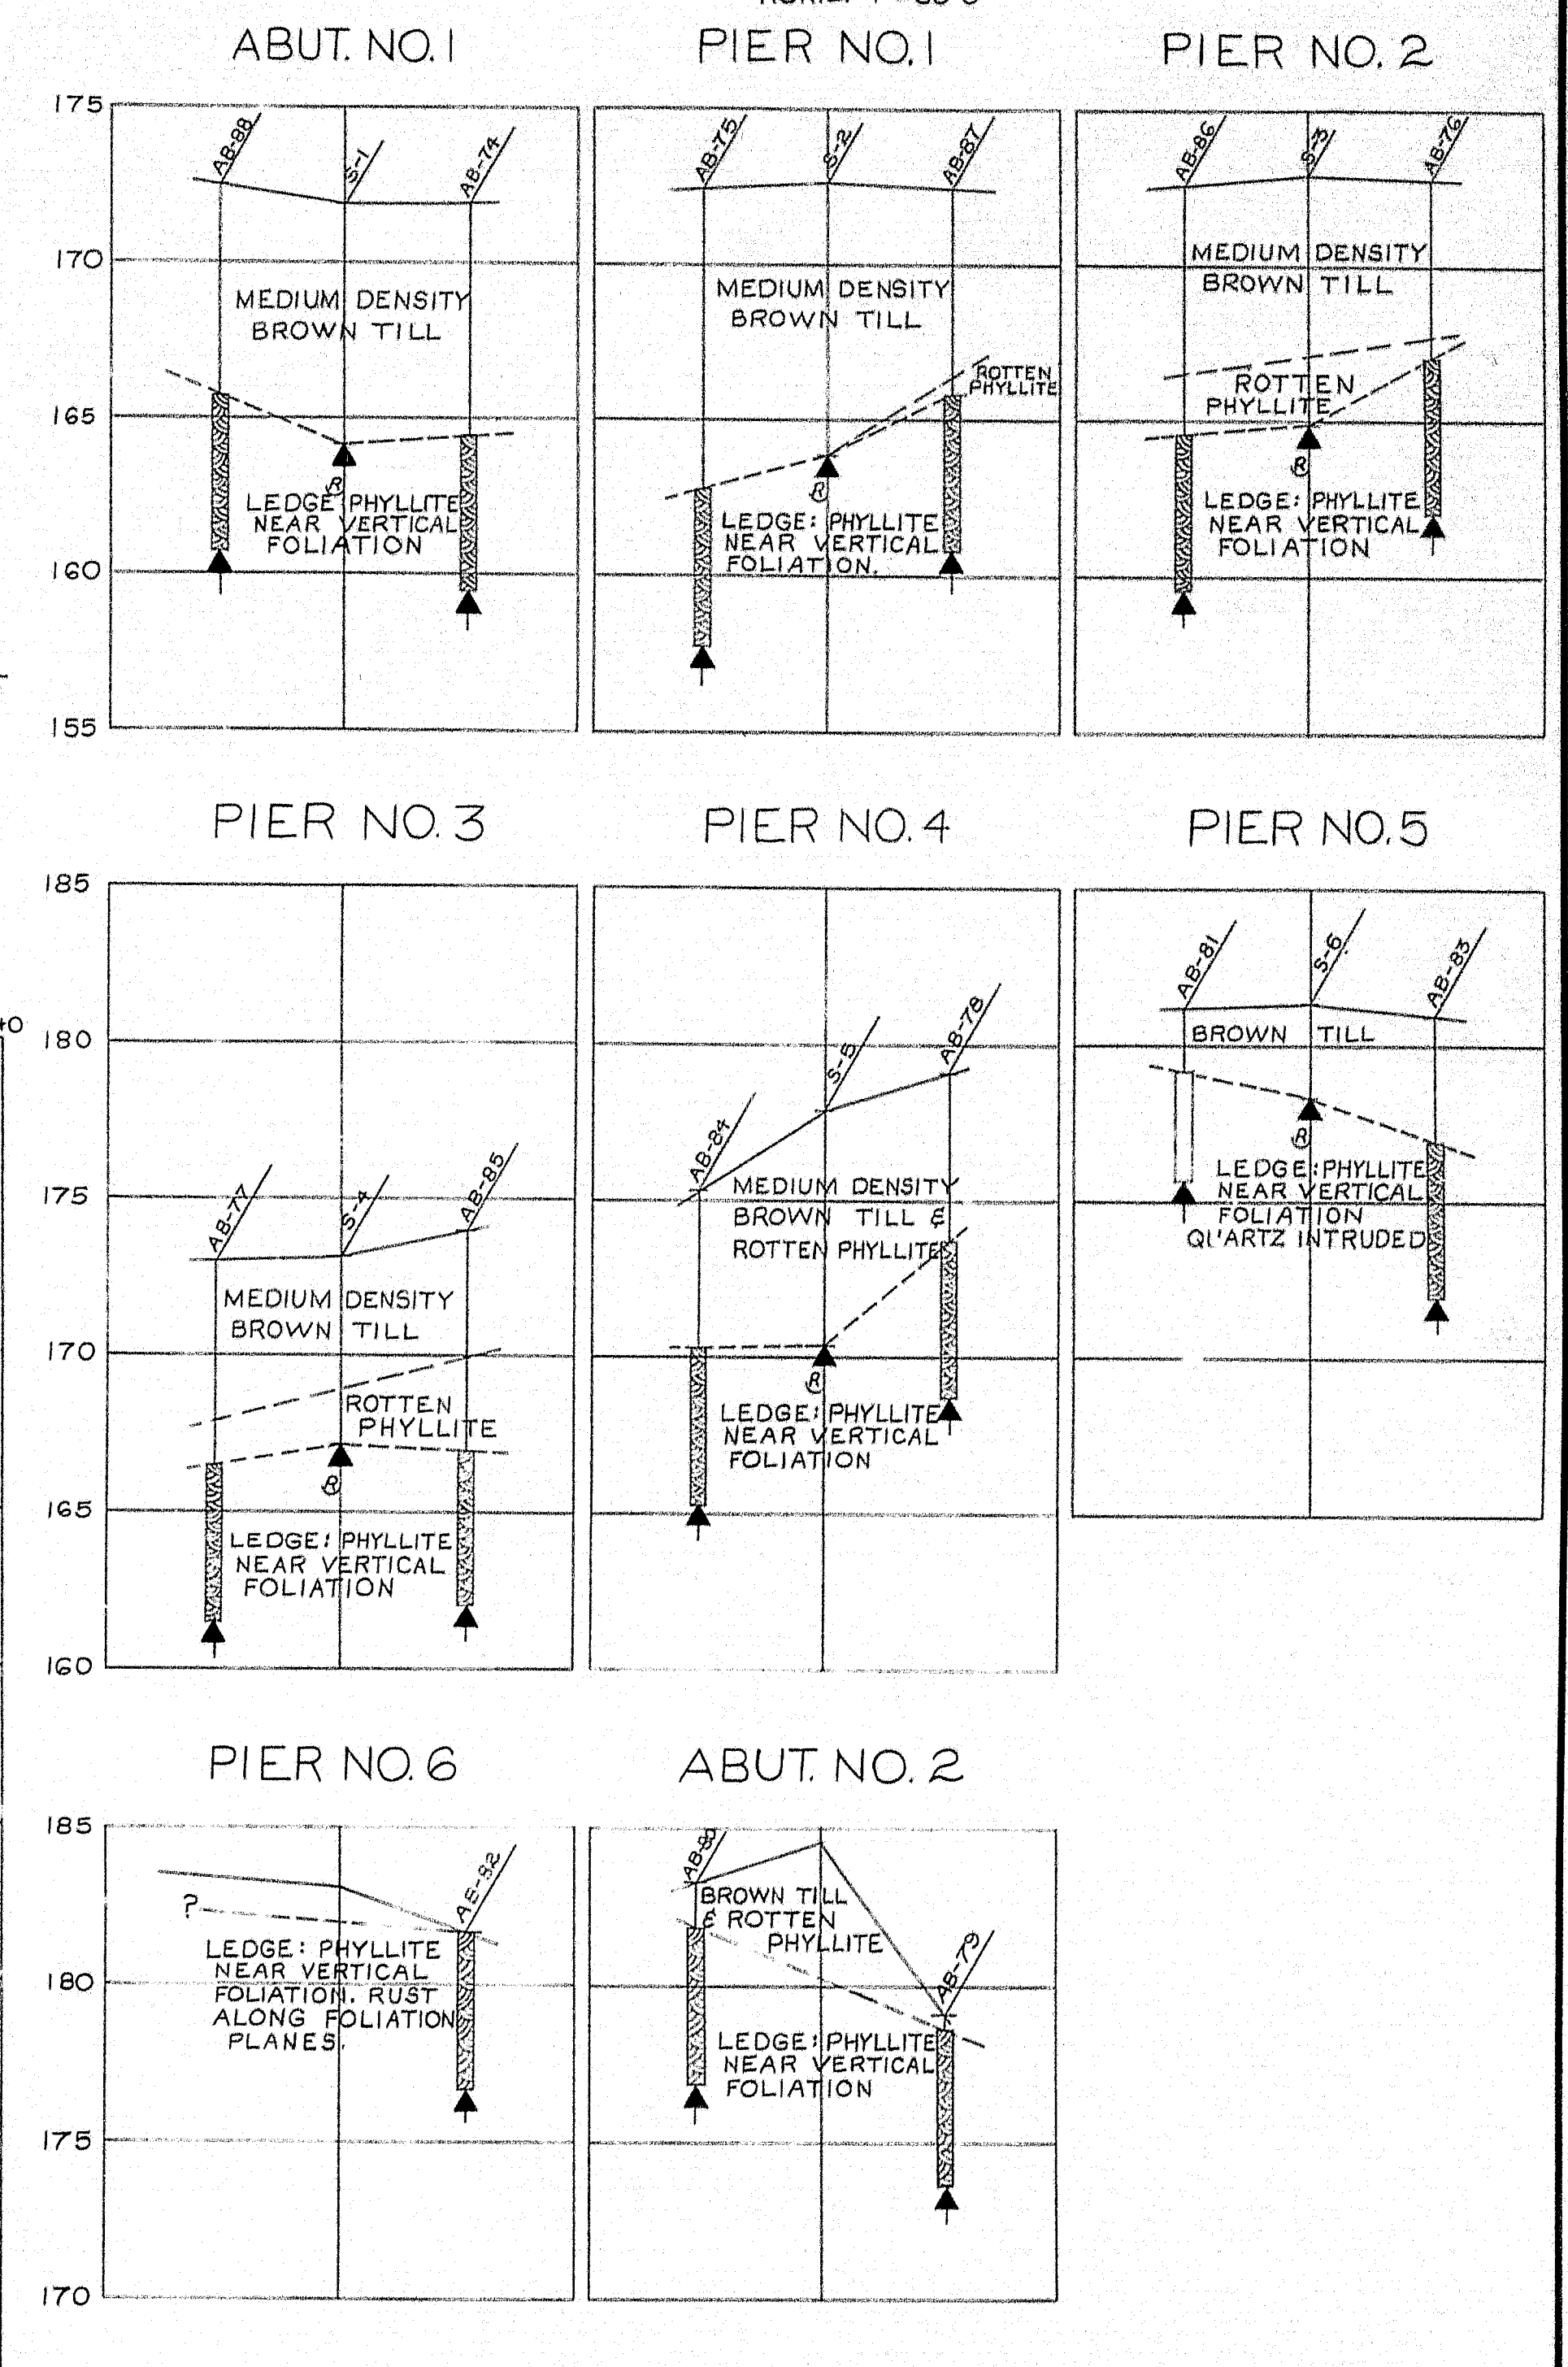 ABUT. NO. 1
PIER NO. 1
PIER NO. 2
175
170
165
160
155
AB-88
S-1
AB-74
MEDIUM DENSITY
BROWN TILL
R
LEDGE PHYLLITE
NEAR VERTICAL
FOLIATION
AB-75
S-2
AB-87
MEDIUM DENSITY
BROWN TILL
ROTTEN
PHYLLITE
R
LEDGE: PHYLLITE
NEAR VERTICAL
FOLIATION.
AB-86
S-3
AB-76
MEDIUM DENSITY
BROWN TILL
ROTTEN
PHYLLITE
R
LEDGE: PHYLLITE
NEAR VERTICAL
FOLIATION
PIER NO. 3
PIER NO. 4
PIER NO. 5
185
180
175
170
165
160
AB-77
S-4
AB-85
MEDIUM DENSITY
BROWN TILL
ROTTEN
PHYLLITE
R
LEDGE: PHYLLITE
NEAR VERTICAL
FOLIATION
AB-84
S-5
AB-78
MEDIUM DENSITY
BROWN TILL &
ROTTEN PHYLLITE
R
LEDGE: PHYLLITE
NEAR VERTICAL
FOLIATION
AB-81
S-6
AB-83
BROWN TILL
R
LEDGE: PHYLLITE
NEAR VERTICAL
FOLIATION
QUARTZ INTRUDED
PIER NO. 6
ABUT. NO. 2
185
180
175
170
AB-82
?
LEDGE: PHYLLITE
NEAR VERTICAL
FOLIATION. RUST
ALONG FOLIATION
PLANES.
AB-80
BROWN TILL
& ROTTEN
PHYLLITE
AB-79
LEDGE: PHYLLITE
NEAR VERTICAL
FOLIATION